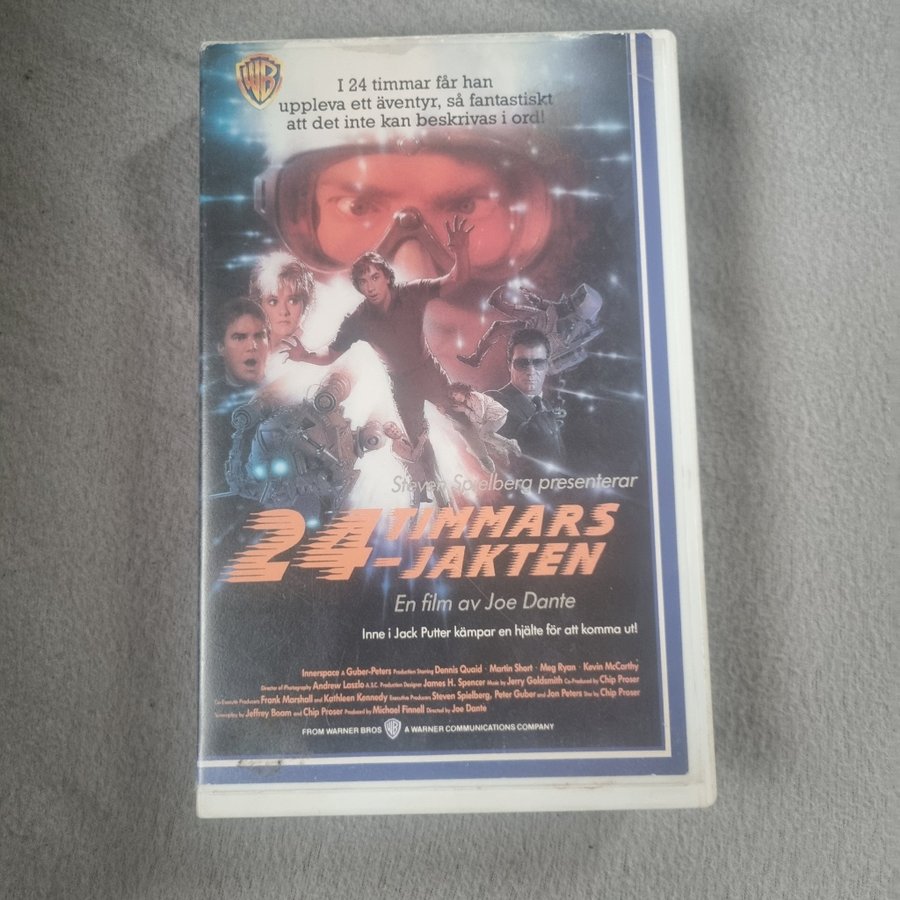 WB
I 24 timmar får han
uppleva ett äventyr, så fantastiskt
att det inte kan beskrivas i ord!
Steven Spielberg presenterar
24 TIMMARS
-JAKTEN
En film av Joe Dante
Inne i Jack Putter kämpar en hjälte för att komma ut!
Innerspace A Guber-Peters Production Starring Dennis Quaid · Martin Short · Meg Ryan · Kevin McCarthy
Director of Photography Andrew Laszlo A.S.C. Production Designer James H. Spencer Music by Jerry Goldsmith Co-Produced by Chip Proser
Co-Executive Producers Frank Marshall and Kathleen Kennedy Executive Producers Steven Spielberg, Peter Guber and Jon Peters Story by Chip Proser
Screenplay by Jeffrey Boam and Chip Proser Produced by Michael Finnell Directed by Joe Dante
FROM WARNER BROS WB A WARNER COMMUNICATIONS COMPANY